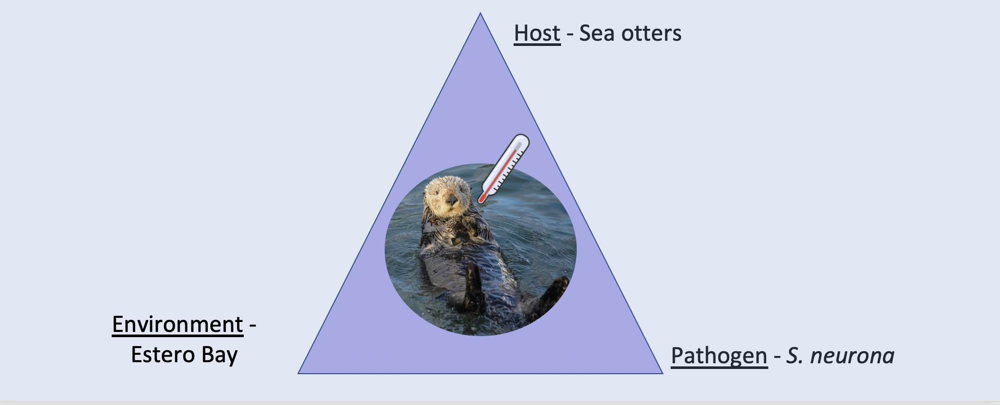 Host - Sea otters
Environment -
Estero Bay
Pathogen - S. neurona